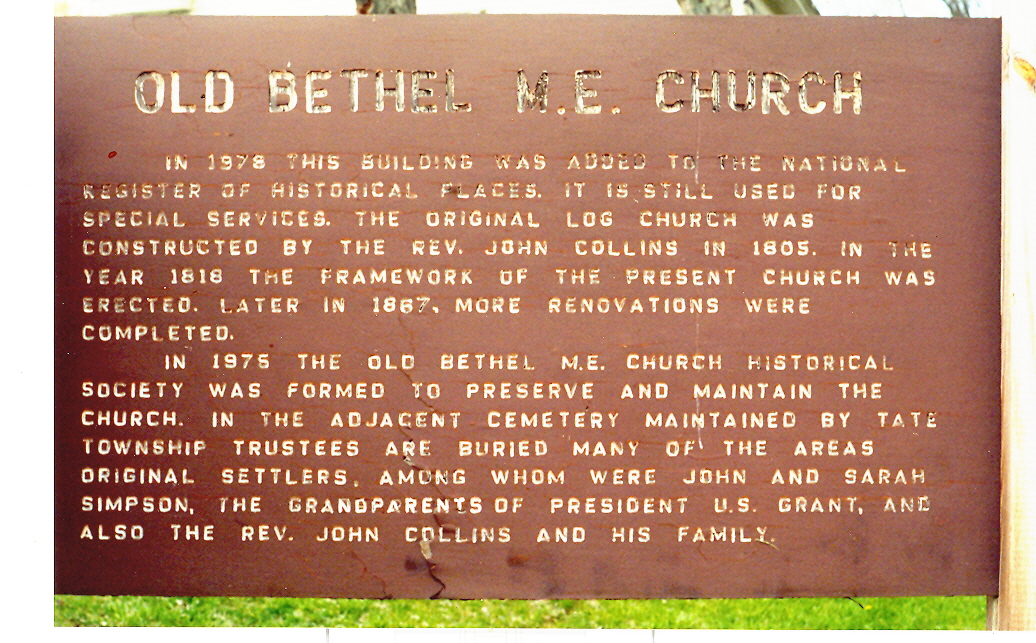 OLD BETHEL M.E. CHURCH
IN 1978 THIS BUILDING WAS ADDED TO THE NATIONAL
REGISTER OF HISTORICAL PLACES. IT IS STILL USED FOR
SPECIAL SERVICES. THE ORIGINAL LOG CHURCH WAS
CONSTRUCTED BY THE REV. JOHN COLLINS IN 1805. IN THE
YEAR 1818 THE FRAMEWORK OF THE PRESENT CHURCH WAS
ERECTED. LATER IN 1867, MORE RENOVATIONS WERE
COMPLETED.
IN 1975 THE OLD BETHEL M.E. CHURCH HISTORICAL
SOCIETY WAS FORMED TO PRESERVE AND MAINTAIN THE
CHURCH. IN THE ADJACENT CEMETERY MAINTAINED BY TATE
TOWNSHIP TRUSTEES ARE BURIED MANY OF THE AREAS
ORIGINAL SETTLERS, AMONG WHOM WERE JOHN AND SARAH
SIMPSON, THE GRANDPARENTS OF PRESIDENT U.S. GRANT, AND
ALSO THE REV. JOHN COLLINS AND HIS FAMILY.